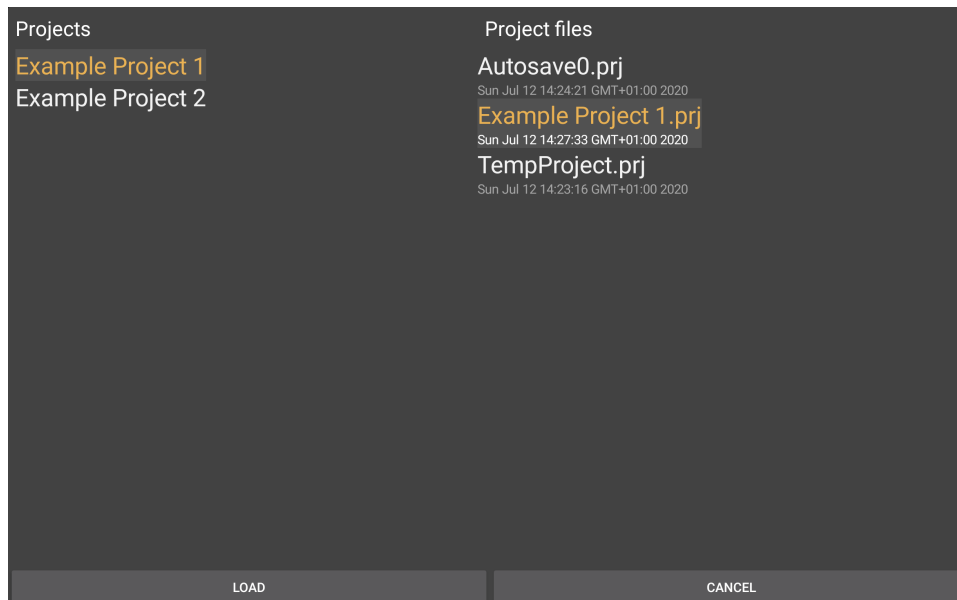 Projects
Example Project 1
Example Project 2
Project files
Autosave0.prj
Sun Jul 12 14:24:21 GMT+01:00 2020
Example Project 1.prj
Sun Jul 12 14:27:33 GMT+01:00 2020
TempProject.prj
Sun Jul 12 14:23:16 GMT+01:00 2020
LOAD
CANCEL